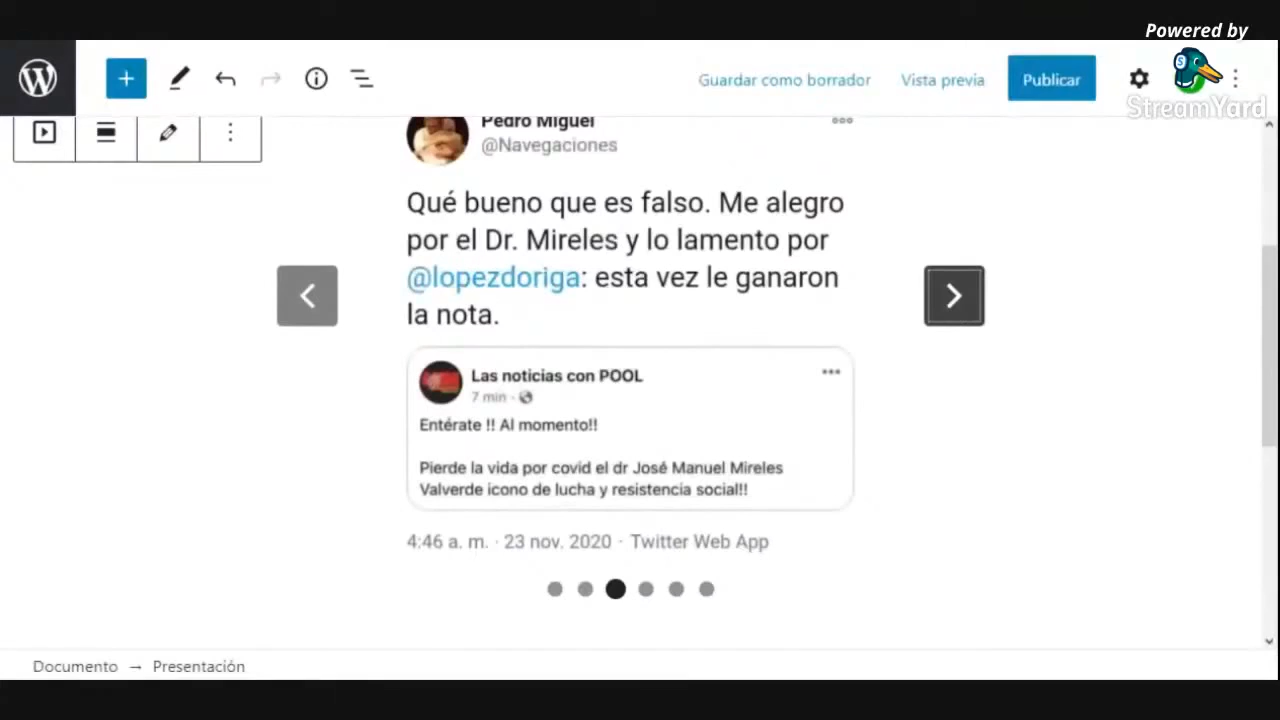 Powered by
StreamYard
Guardar como borrador
Vista previa
Publicar
Pedro Miguel
@Navegaciones
Qué bueno que es falso. Me alegro
por el Dr. Mireles y lo lamento por
@lopezdoriga: esta vez le ganaron
la nota.
Las noticias con POOL
7 min ·
Entérate !! Al momento!!
Pierde la vida por covid el dr José Manuel Mireles
Valverde icono de lucha y resistencia social!!
4:46 a. m. · 23 nov. 2020 · Twitter Web App
Documento → Presentación